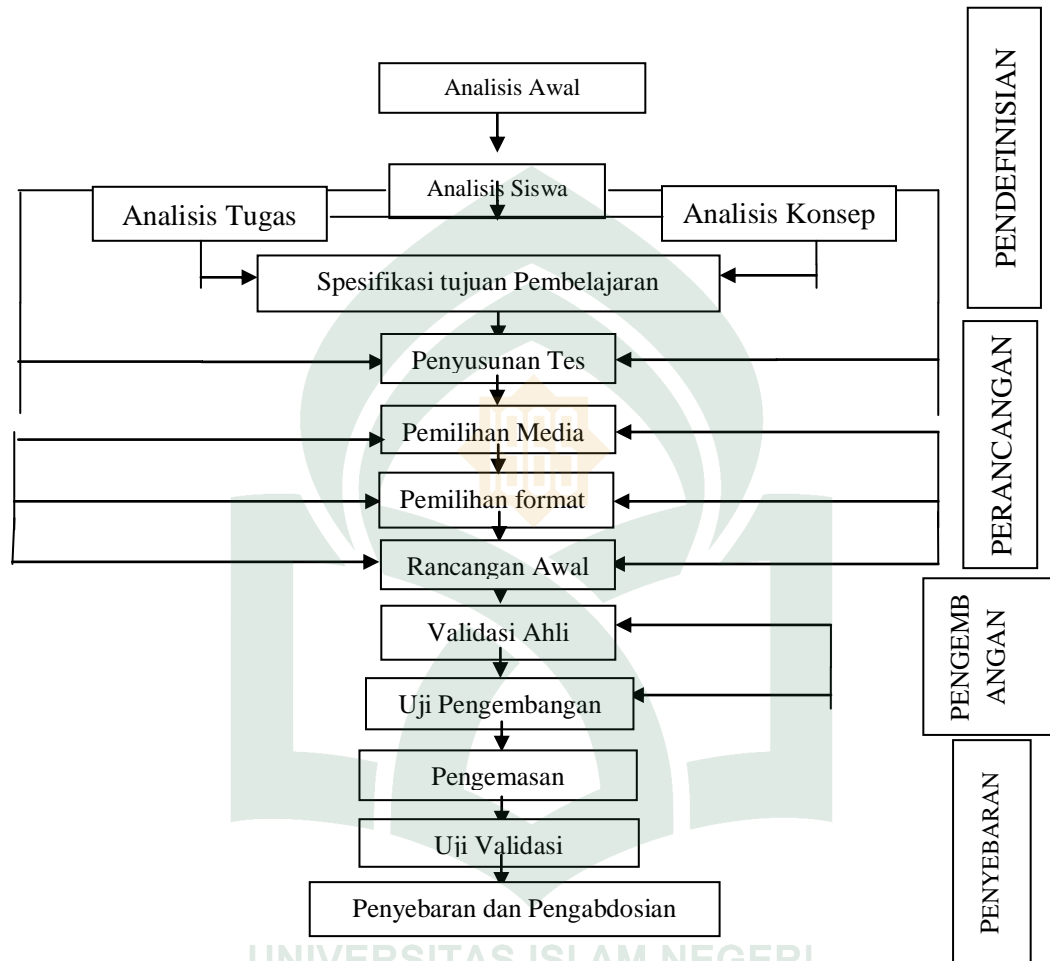 Analisis Awal
Analisis Siswa
Analisis Tugas
Analisis Konsep
Spesifikasi tujuan Pembelajaran
Penyusunan Tes
Pemilihan Media
Pemilihan format
Rancangan Awal
Validasi Ahli
Uji Pengembangan
Pengemasan
Uji Validasi
Penyebaran dan Pengabdosian
PENDEFINISIAN
PERANCANGAN
PENGEMB
ANGAN
PENYEBARAN
UNIVERSITAS ISLAM NEGERI